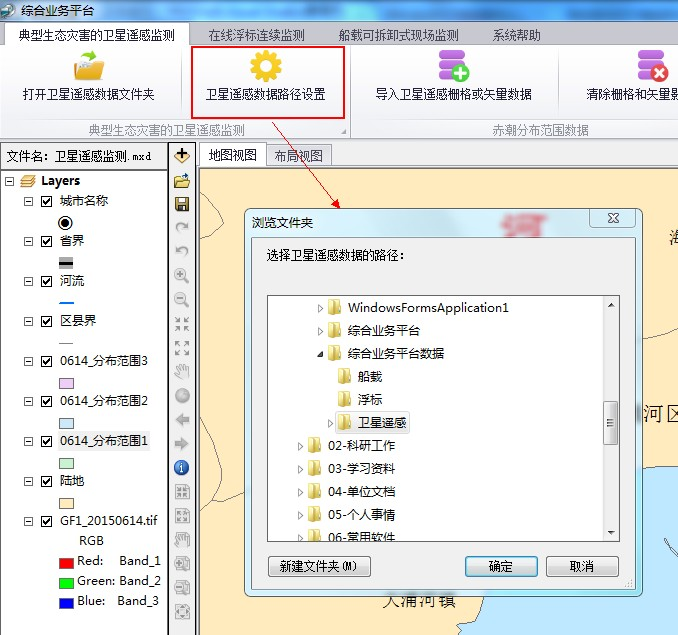 综合业务平台
典型生态灾害的卫星遥感监测 在线浮标连续监测 船载可拆卸式现场监测 系统帮助
打开卫星遥感数据文件夹 卫星遥感数据路径设置 导入卫星遥感栅格或矢量数据 清除栅格和矢量
典型生态灾害的卫星遥感监测 赤潮分布范围数据
文件名: 卫星遥感监测.mxd
地图视图 布局视图
Layers
城市名称
省界
河流
区县界
0614_分布范围3
0614_分布范围2
0614_分布范围1
陆地
GF1_20150614.tif
RGB
Red: Band_1
Green: Band_2
Blue: Band_3
浏览文件夹
选择卫星遥感数据的路径:
WindowsFormsApplication1
综合业务平台
综合业务平台数据
船载
浮标
卫星遥感
02-科研工作
03-学习资料
04-单位文档
05-个人事情
06-常用软件
新建文件夹(M) 确定 取消
河
河区
大浦河镇